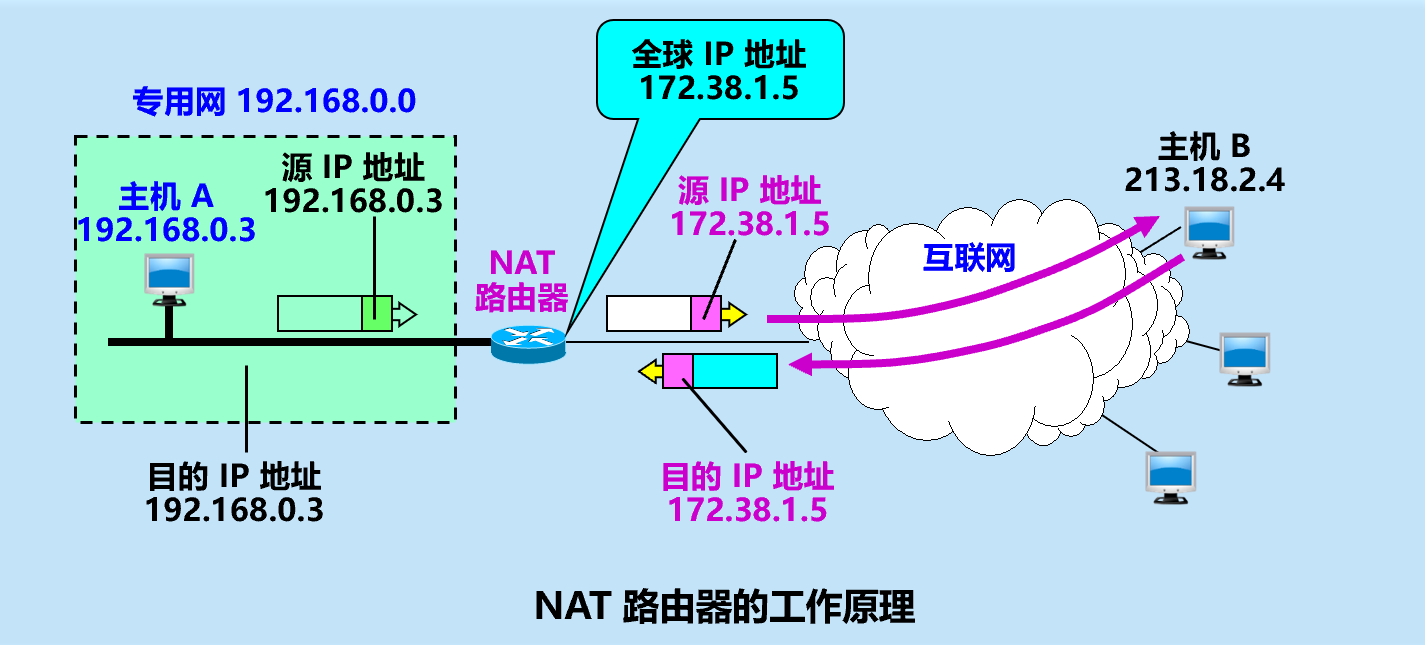 全球 IP 地址
172.38.1.5
专用网 192.168.0.0
源 IP 地址
192.168.0.3
主机 A
192.168.0.3
NAT
路由器
源 IP 地址
172.38.1.5
互联网
主机 B
213.18.2.4
目的 IP 地址
192.168.0.3
目的 IP 地址
172.38.1.5
NAT 路由器的工作原理